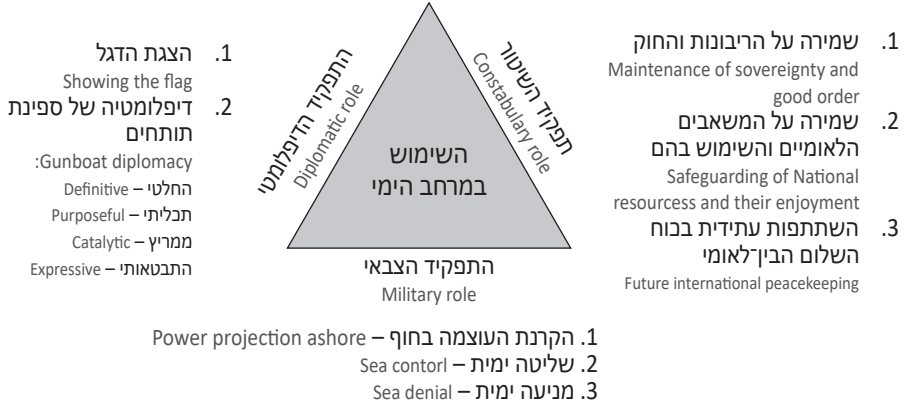 1. שמירה על הריבונות והחוק
Maintenance of sovereignty and
good order
2. שמירה על המשאבים
הלאומיים והשימוש בהם
Safeguarding of National
resourcess and their enjoyment
3. השתתפות עתידית בכוח
השלום הבין־לאומי
Future international peacekeeping
תפקיד השיטור
Constabulary role
השימוש
במרחב הימי
התפקיד הדיפלומטי
Diplomatic role
1. הצגת הדגל
Showing the flag
2. דיפלומטיה של ספינת
תותחים
Gunboat diplomacy:
החלטי – Definitive
תכליתי – Purposeful
ממריץ – Catalytic
התבטאותי – Expressive
התפקיד הצבאי
Military role
1. הקרנת העוצמה בחוף – Power projection ashore
2. שליטה ימית – Sea contorl
3. מניעה ימית – Sea denial